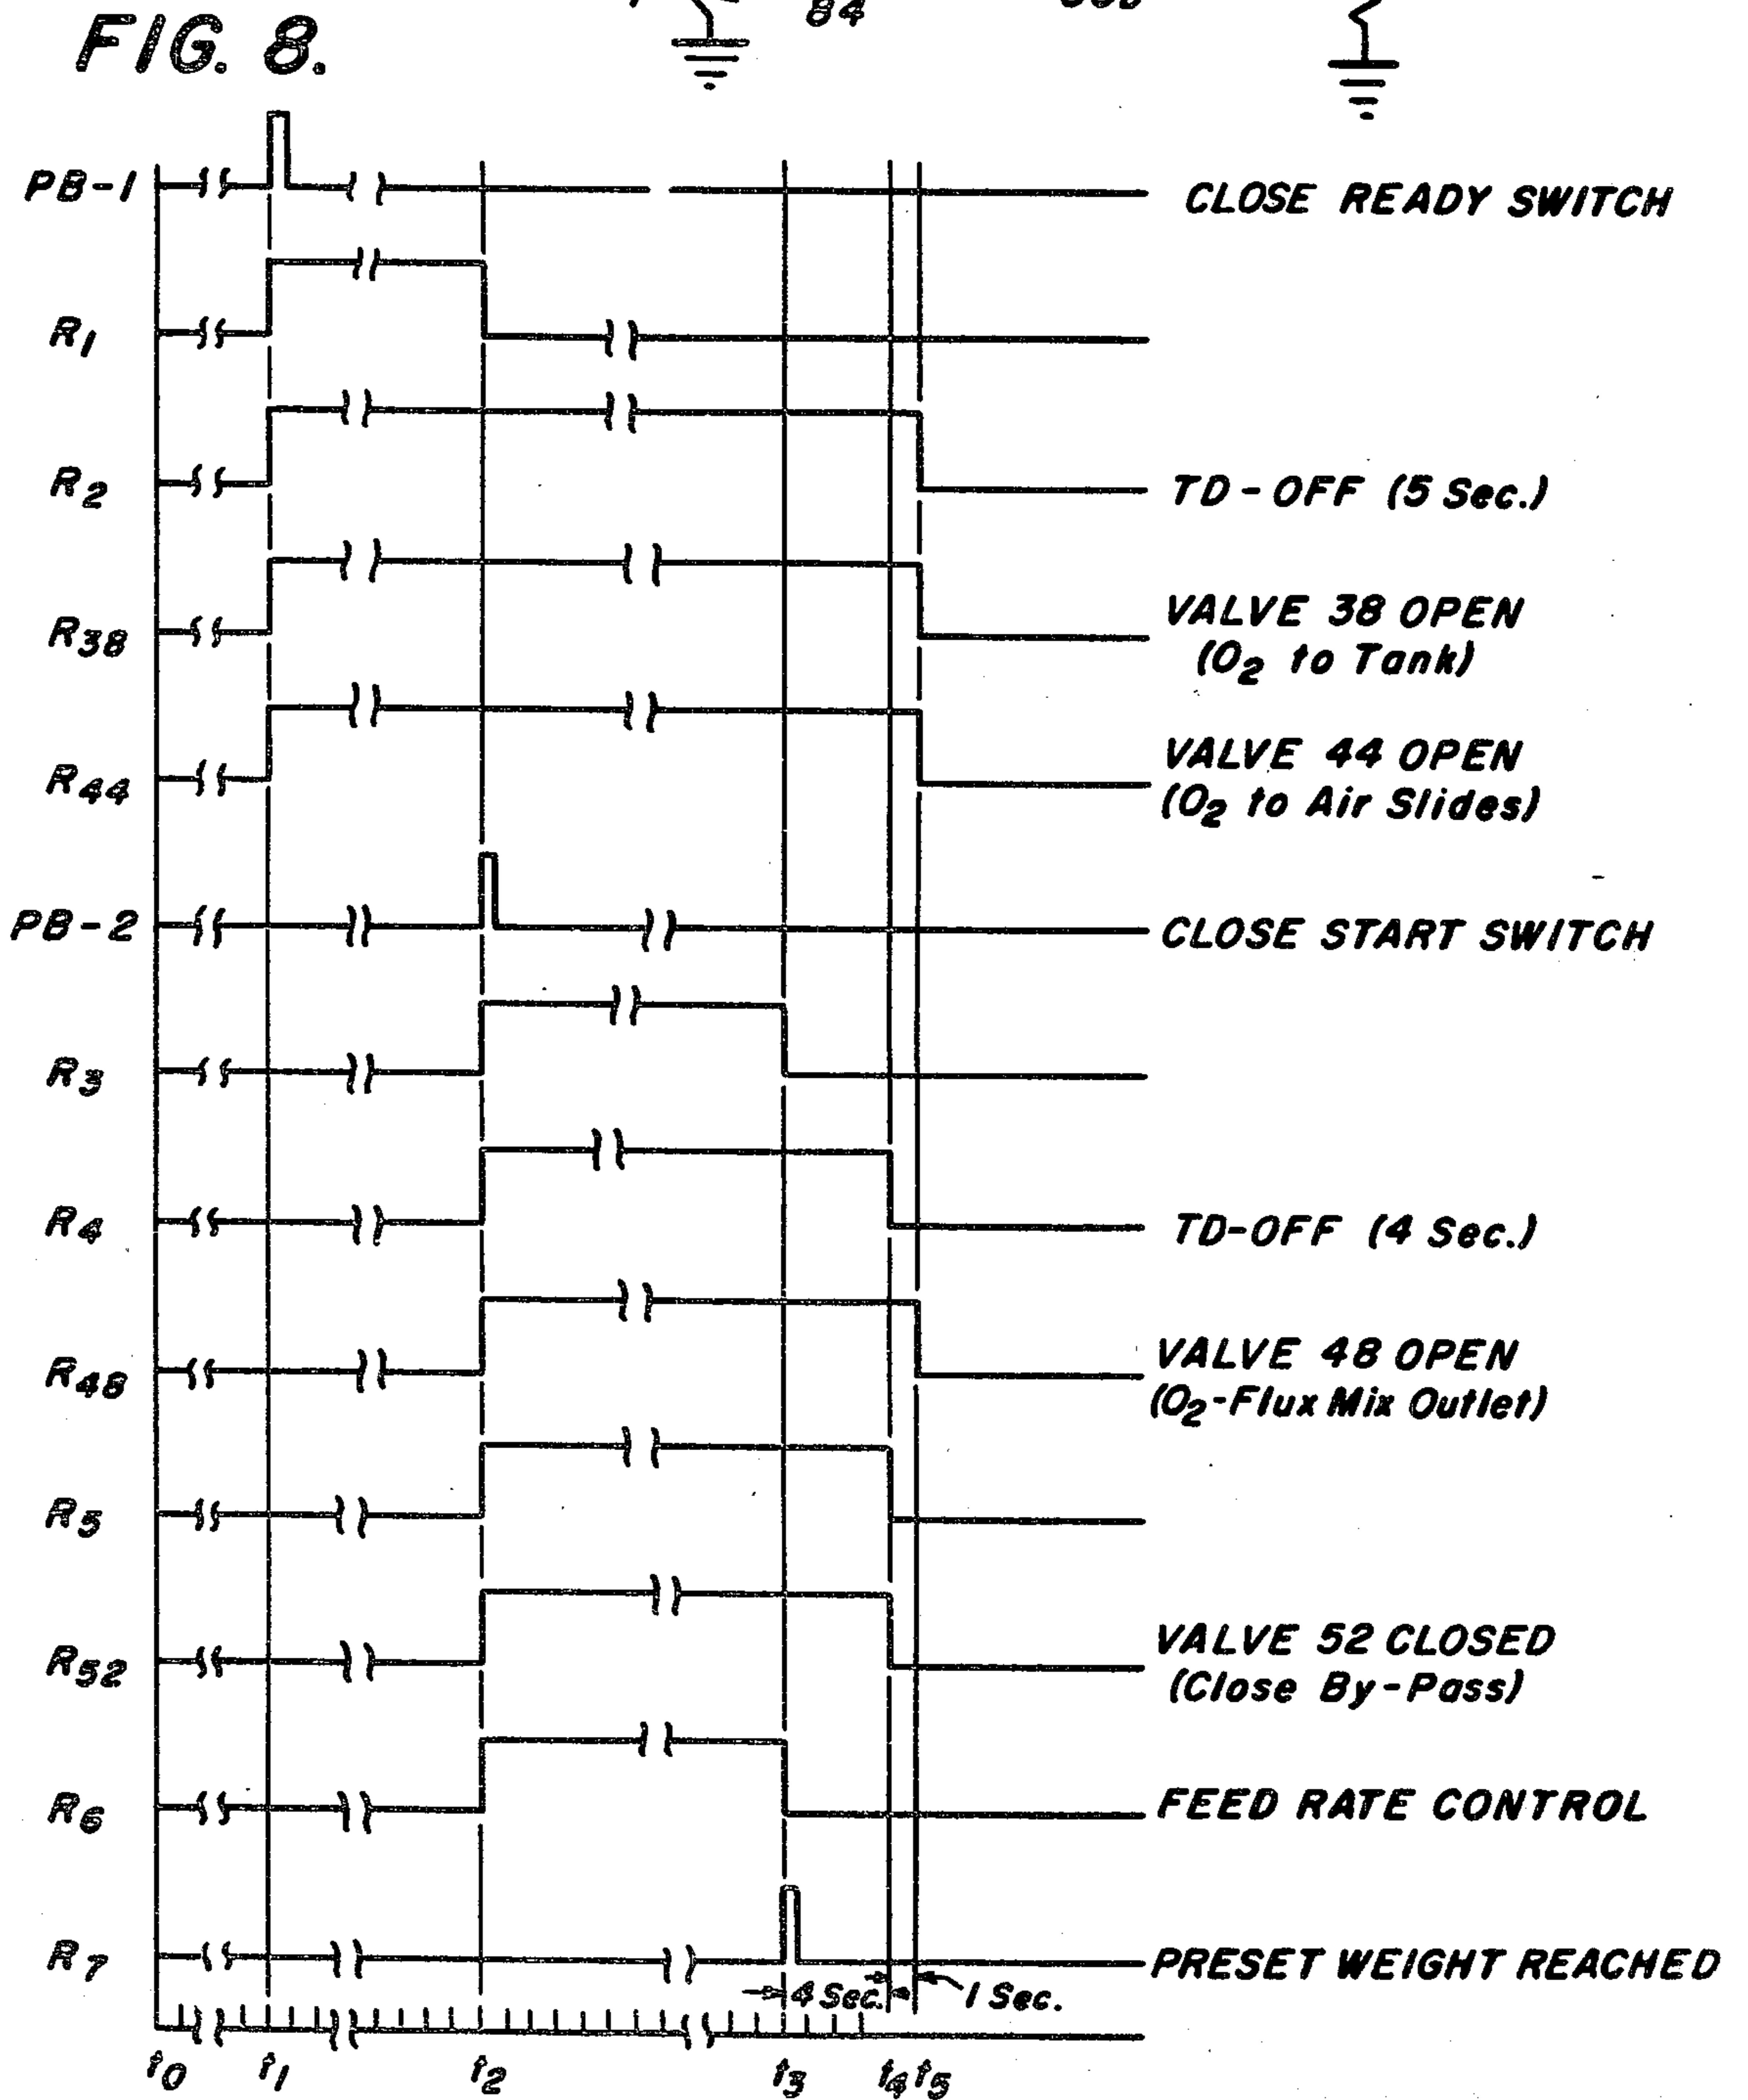 84
FIG. 8.
PB-1 CLOSE READY SWITCH
R1
R2 TD-OFF (5 Sec.)
R38 VALVE 38 OPEN
(O2 to Tank)
R44 VALVE 44 OPEN
(O2 to Air Slides)
PB-2 CLOSE START SWITCH
R3
R4 TD-OFF (4 Sec.)
R48 VALVE 48 OPEN
(O2-Flux Mix Outlet)
R5
R52 VALVE 52 CLOSED
(Close By-Pass)
R6 FEED RATE CONTROL
R7 PRESET WEIGHT REACHED
4 Sec. 1 Sec.
t0 t1 t2 t3 t4 t5